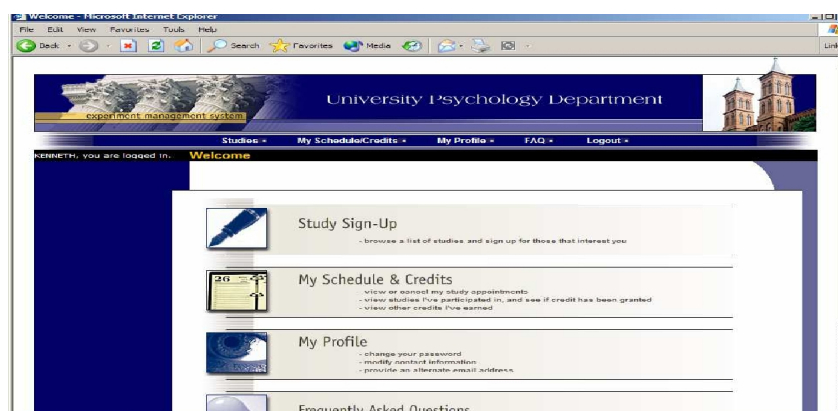 Welcome - Microsoft Internet Explorer
File Edit View Favorites Tools Help
Back Search Favorites Media
Link
University Psychology Department
experiment management system
Studies My Schedule/Credits My Profile FAQ Logout
KENNETH, you are logged in. Welcome
Study Sign-Up
- browse a list of studies and sign up for those that interest you
26
My Schedule & Credits
- view or cancel my study appointments
- view studies I've participated in, and see if credit has been granted
- view other credits I've earned
My Profile
- change your password
- modify contact information
- provide an alternate email address
Frequently Asked Questions